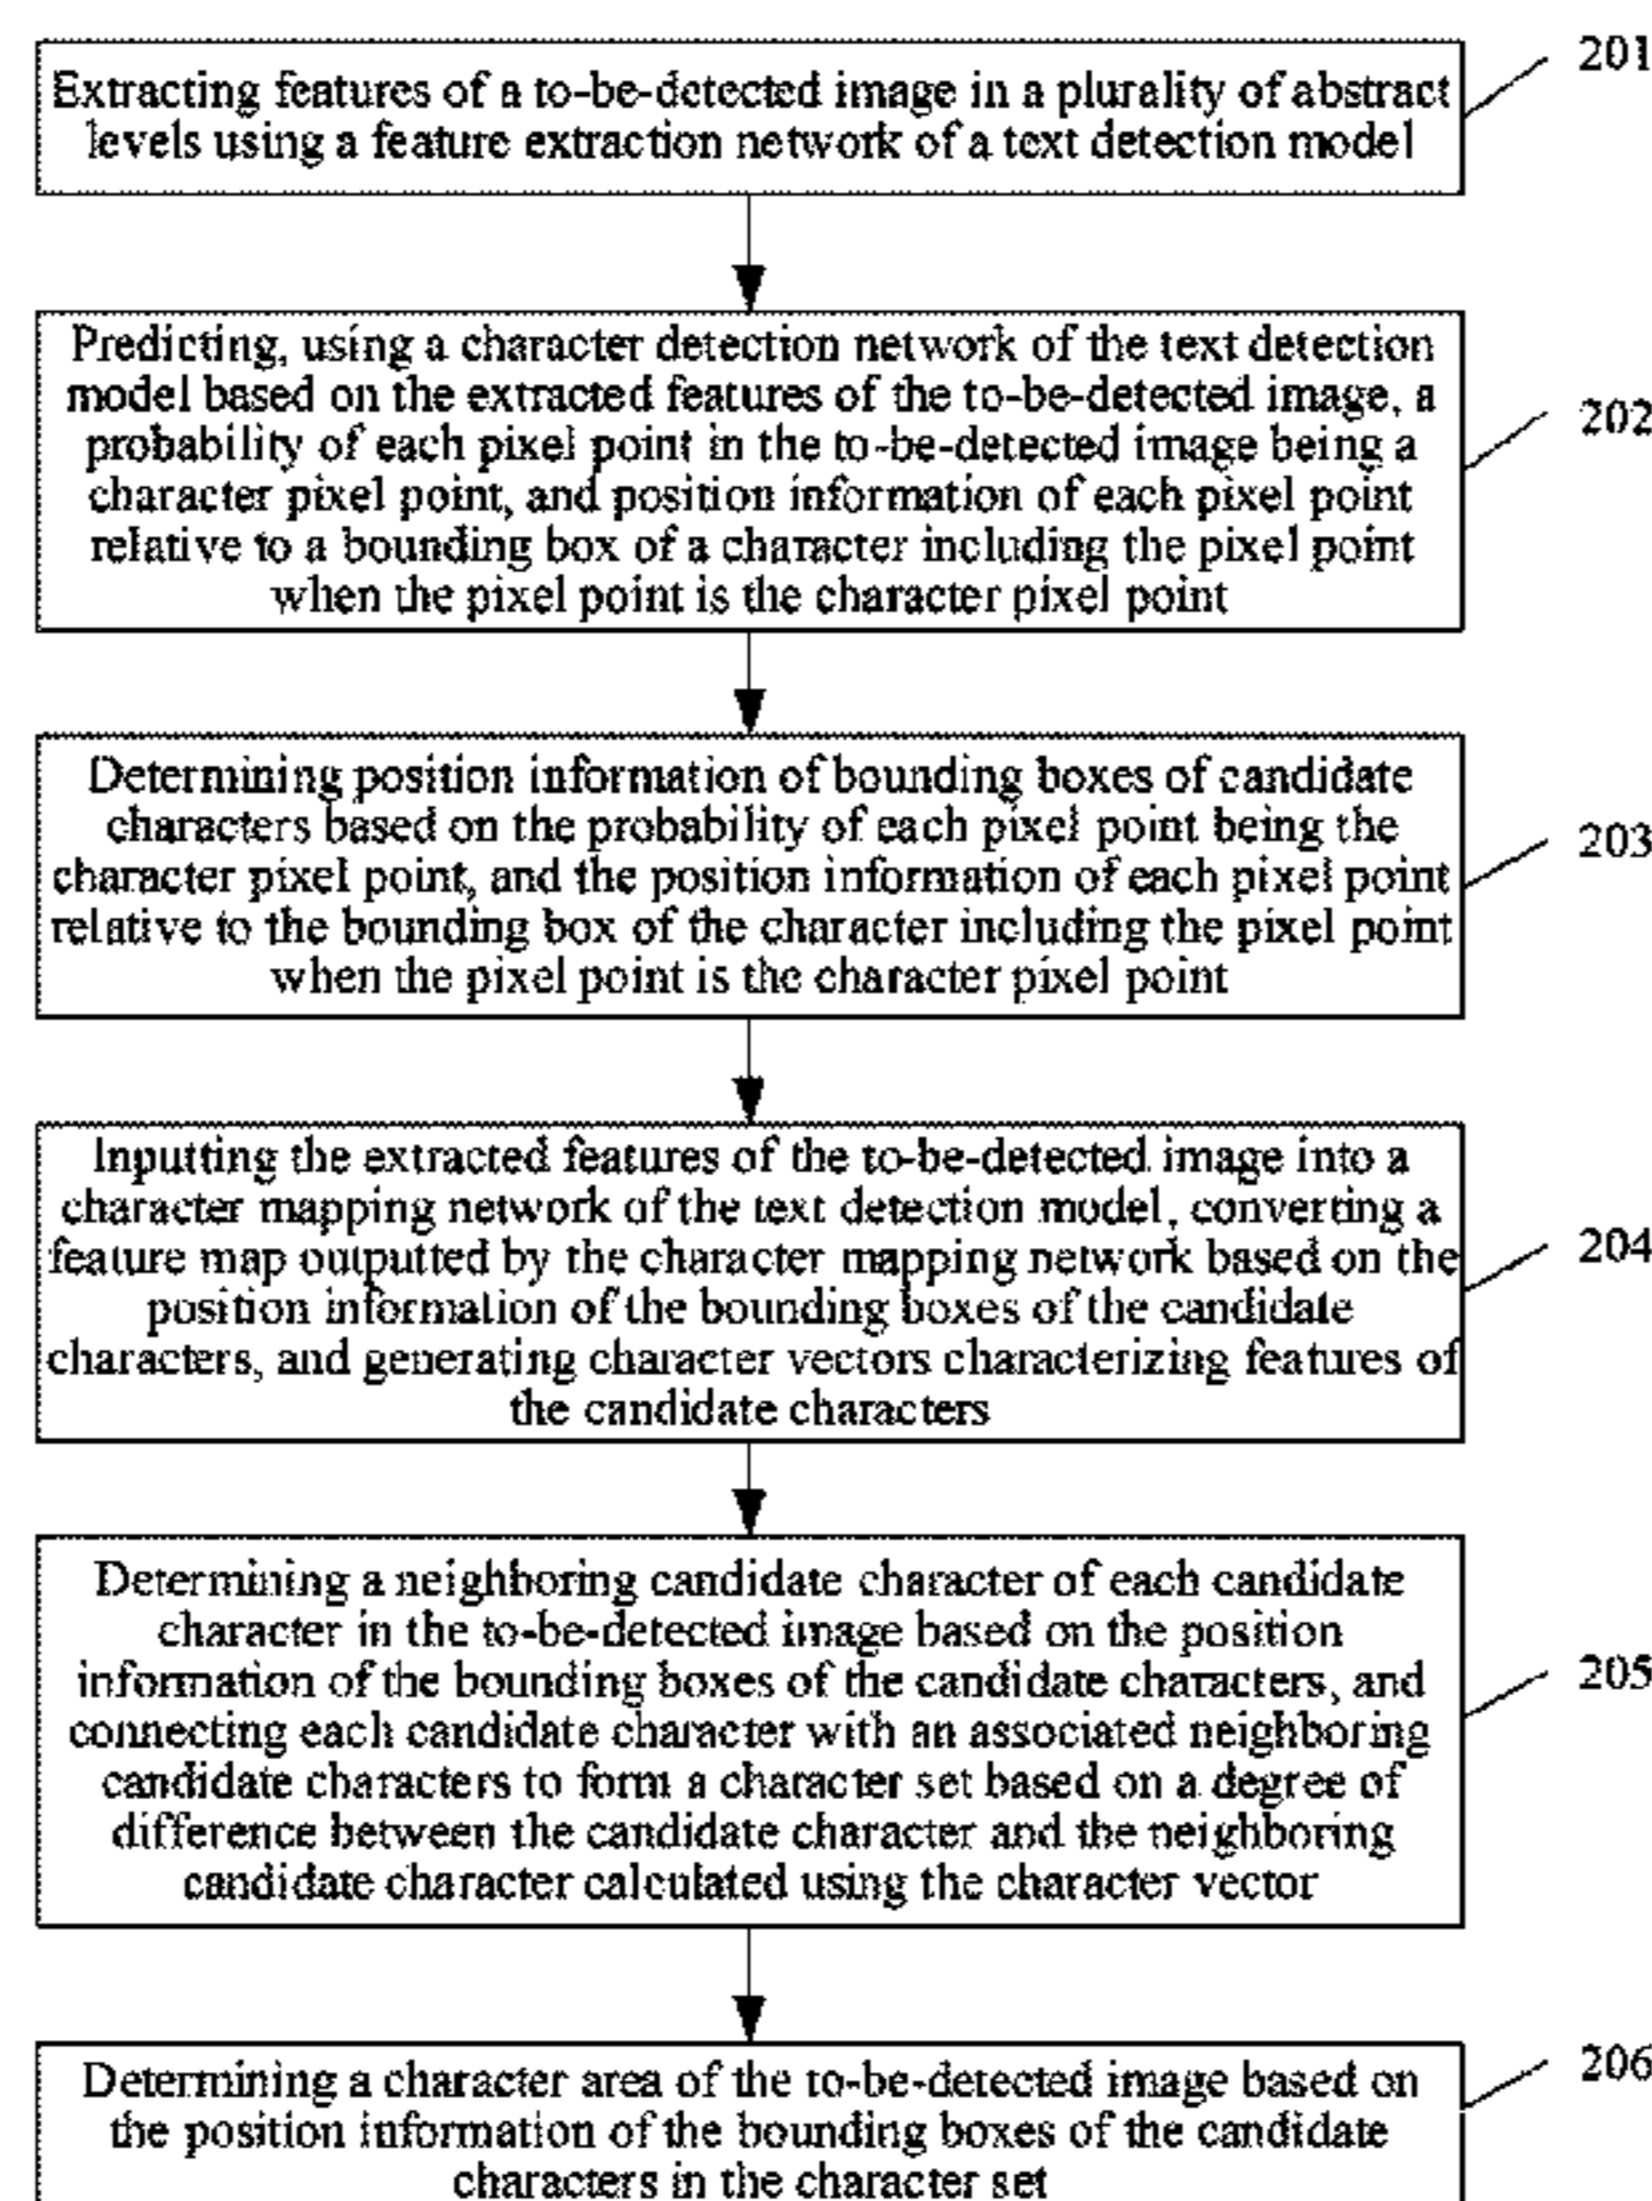 201
Extracting features of a to-be-detected image in a plurality of abstract
levels using a feature extraction network of a text detection model
Predicting, using a character detection network of the text detection
model based on the extracted features of the to-be-detected image, a
probability of each pixel point in the to-be-detected image being a
character pixel point, and position information of each pixel point
relative to a bounding box of a character including the pixel point
when the pixel point is the character pixel point
202
Determining position information of bounding boxes of candidate
characters based on the probability of each pixel point being the
character pixel point, and the position information of each pixel point
relative to the bounding box of the character including the pixel point
when the pixel point is the character pixel point
203
Inputting the extracted features of the to-be-detected image into a
character mapping network of the text detection model, converting a
feature map outputted by the character mapping network based on the
position information of the bounding boxes of the candidate
characters, and generating character vectors characterizing features of
the candidate characters
204
Determining a neighboring candidate character of each candidate
character in the to-be-detected image based on the position
information of the bounding boxes of the candidate characters, and
connecting each candidate character with an associated neighboring
candidate characters to form a character set based on a degree of
difference between the candidate character and the neighboring
candidate character calculated using the character vector
205
Determining a character area of the to-be-detected image based on
the position information of the bounding boxes of the candidate
characters in the character set
206